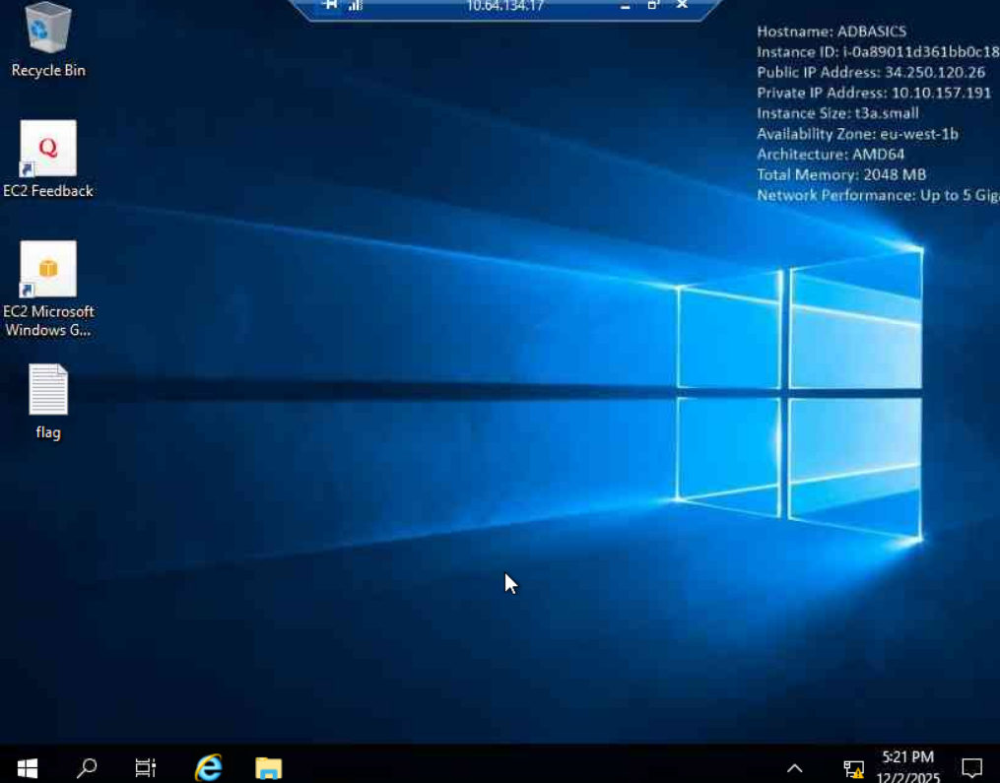 10.64.134.17
Hostname: ADBASICS
Instance ID: i-0a89011d361bb0c18
Public IP Address: 34.250.120.26
Private IP Address: 10.10.157.191
Instance Size: t3a.small
Availability Zone: eu-west-1b
Architecture: AMD64
Total Memory: 2048 MB
Network Performance: Up to 5 Giga
Recycle Bin
Q
EC2 Feedback
EC2 Microsoft
Windows G...
flag
5:21 PM
12/2/2025